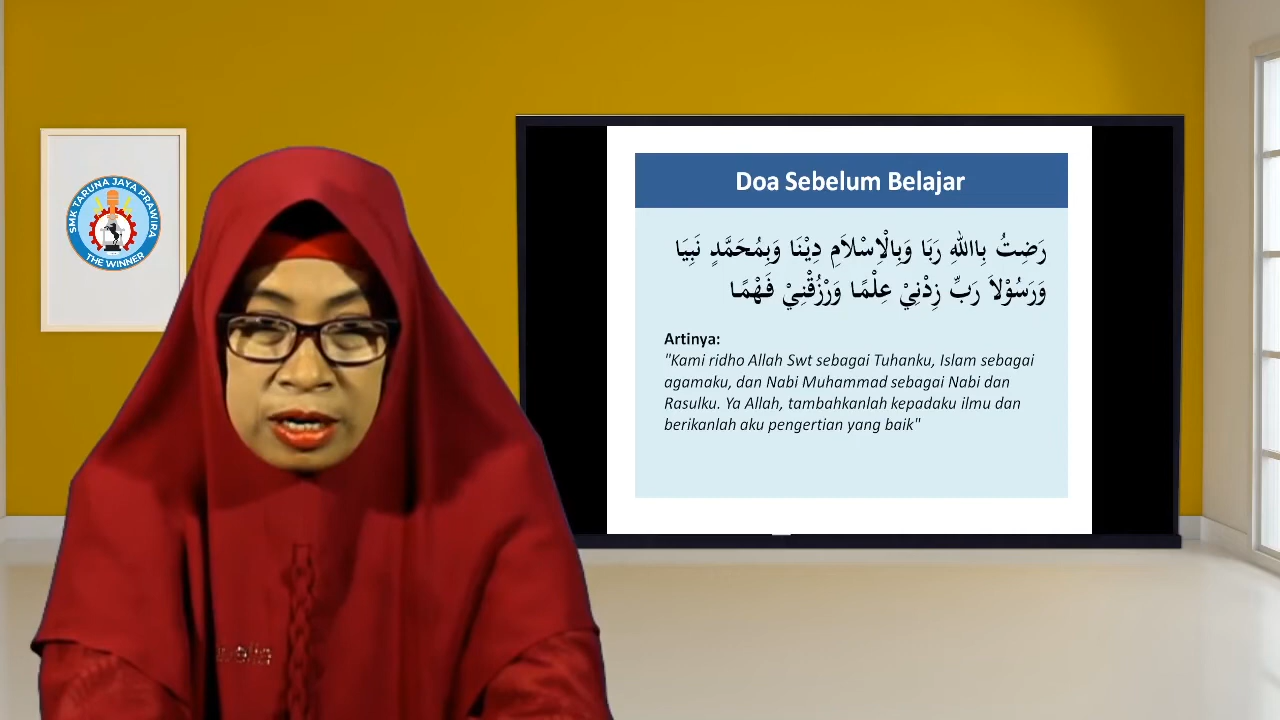 SMK TARUNA JAYA PRAWIRA
THE WINNER
Doa Sebelum Belajar
رَضِتُ بِااللهِ رَبَا وَبِالْاِسْلاَمِ دِيْنَا وَبِمُحَمَّدٍ نَبِيَا
وَرَسُوْلاَ رَبِّ زِدْنِيْ عِلْمًا وَرْزُقْنِيْ فَهْمًا
Artinya:
"Kami ridho Allah Swt sebagai Tuhanku, Islam sebagai
agamaku, dan Nabi Muhammad sebagai Nabi dan
Rasulku. Ya Allah, tambahkanlah kepadaku ilmu dan
berikanlah aku pengertian yang baik"